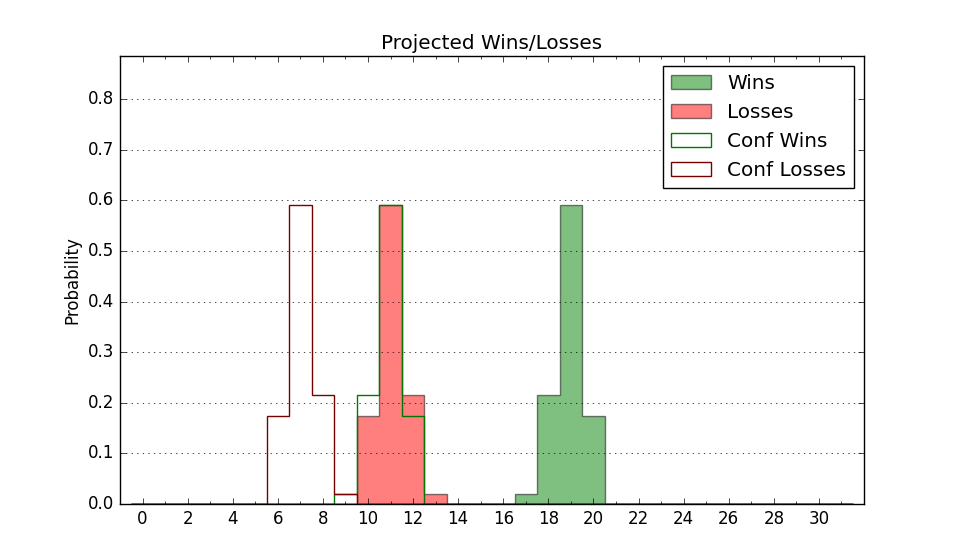 Projected Wins/Losses
Wins
Losses
Conf Wins
Conf Losses
Probability
0.8
0.7
0.6
0.5
0.4
0.3
0.2
0.1
0.0
0 2 4 6 8 10 12 14 16 18 20 22 24 26 28 30